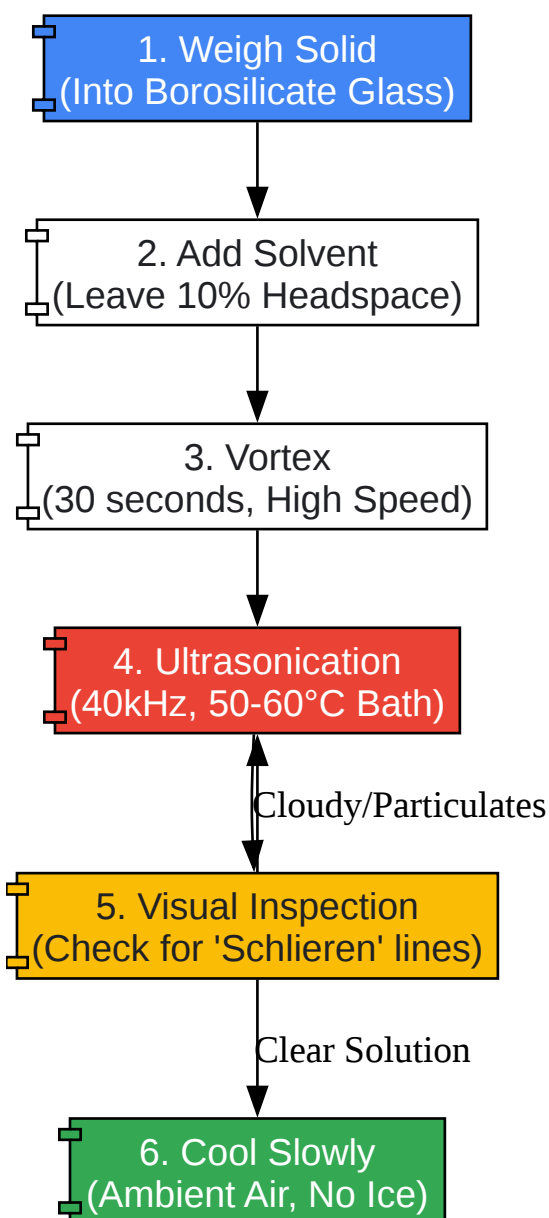 1. Weigh Solid
(Into Borosilicate Glass)
2. Add Solvent
(Leave 10% Headspace)
3. Vortex
(30 seconds, High Speed)
4. Ultrasonication
(40kHz, 50-60°C Bath)
Cloudy/Particulates
5. Visual Inspection
(Check for 'Schlieren' lines)
Clear Solution
6. Cool Slowly
(Ambient Air, No Ice)